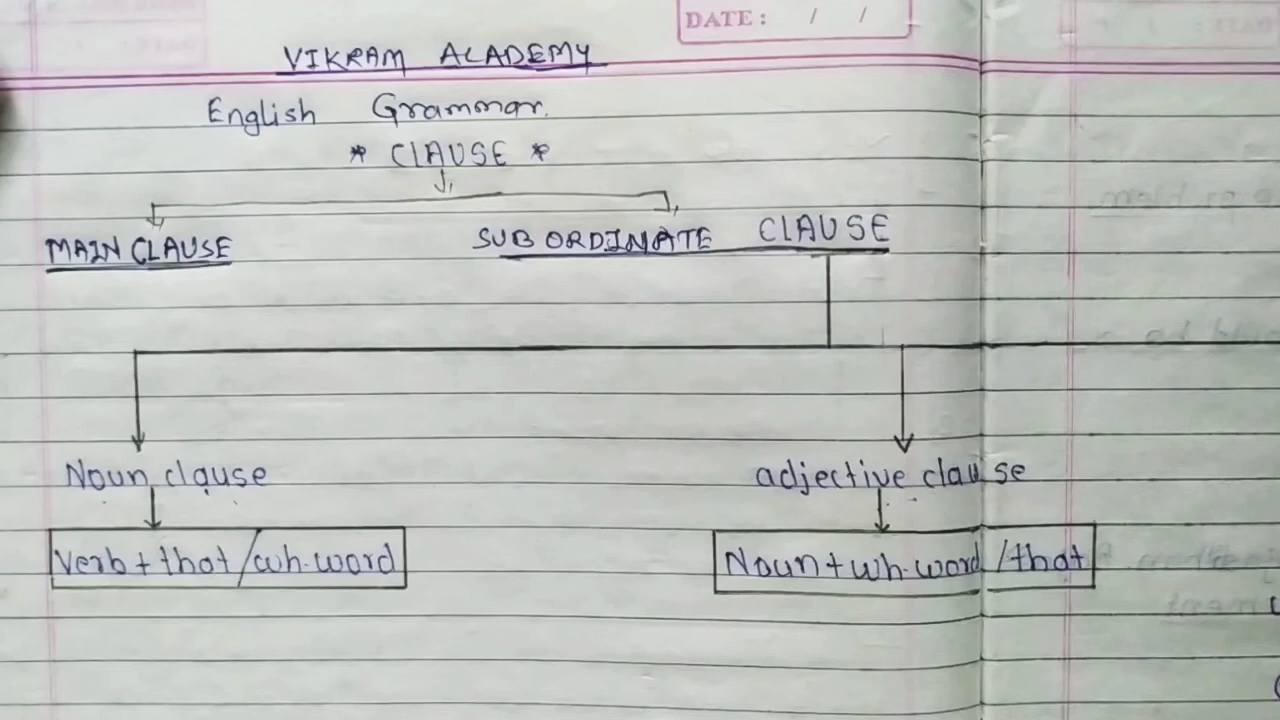 DATE: / /
VIKRAM ACADEMY
English Grammar.
* CLAUSE *
MAIN CLAUSE SUBORDINATE CLAUSE
Noun clause adjective clause
Verb + that / wh.word Noun + wh.word / that